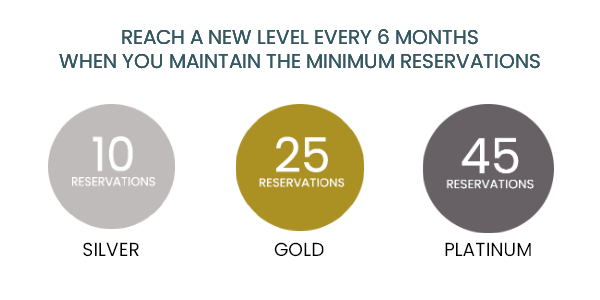 REACH A NEW LEVEL EVERY 6 MONTHS
WHEN YOU MAINTAIN THE MINIMUM RESERVATIONS
10
RESERVATIONS
SILVER
25
RESERVATIONS
GOLD
45
RESERVATIONS
PLATINUM